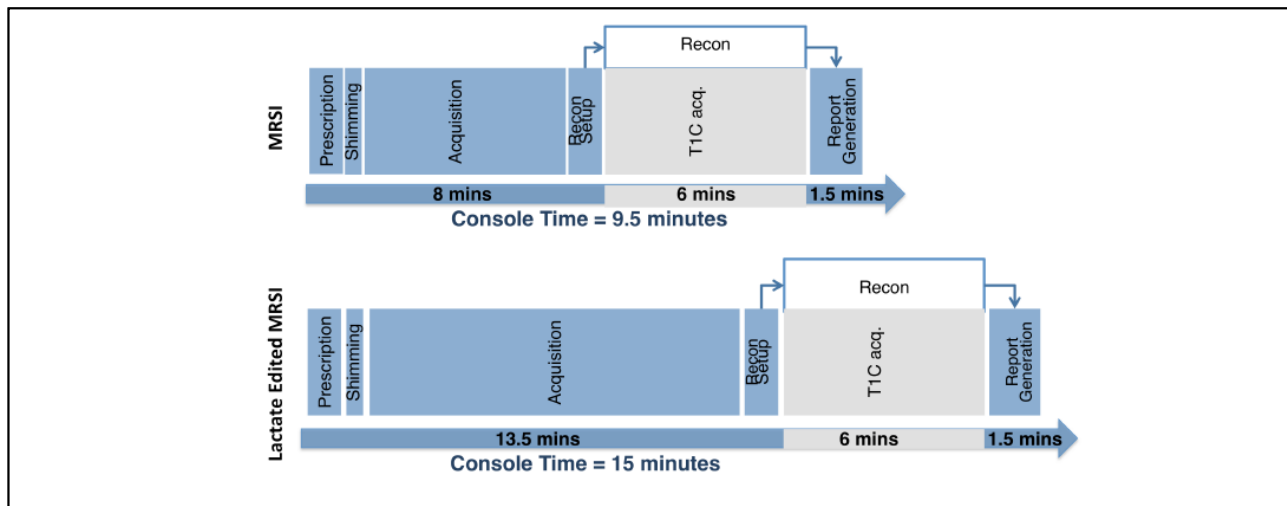 MRSI
Prescription
Shimming
Acquisition
Recon
Setup
Recon
T1C acq.
Report
Generation
8 mins
6 mins
1.5 mins
Console Time = 9.5 minutes
Lactate Edited MRSI
Prescription
Shimming
Acquisition
Recon
Setup
Recon
T1C acq.
Report
Generation
13.5 mins
6 mins
1.5 mins
Console Time = 15 minutes